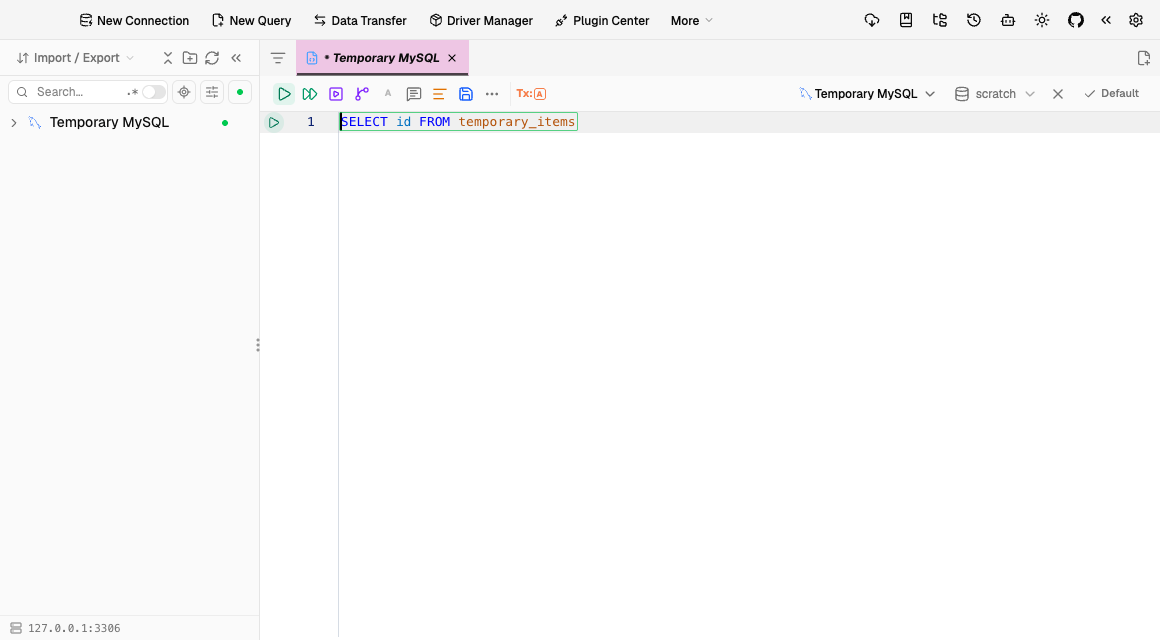 New Connection New Query Data Transfer Driver Manager Plugin Center More
Import / Export
* Temporary MySQL
Search... .*
A Tx: A Temporary MySQL scratch Default
Temporary MySQL
1 SELECT id FROM temporary_items
127.0.0.1:3306